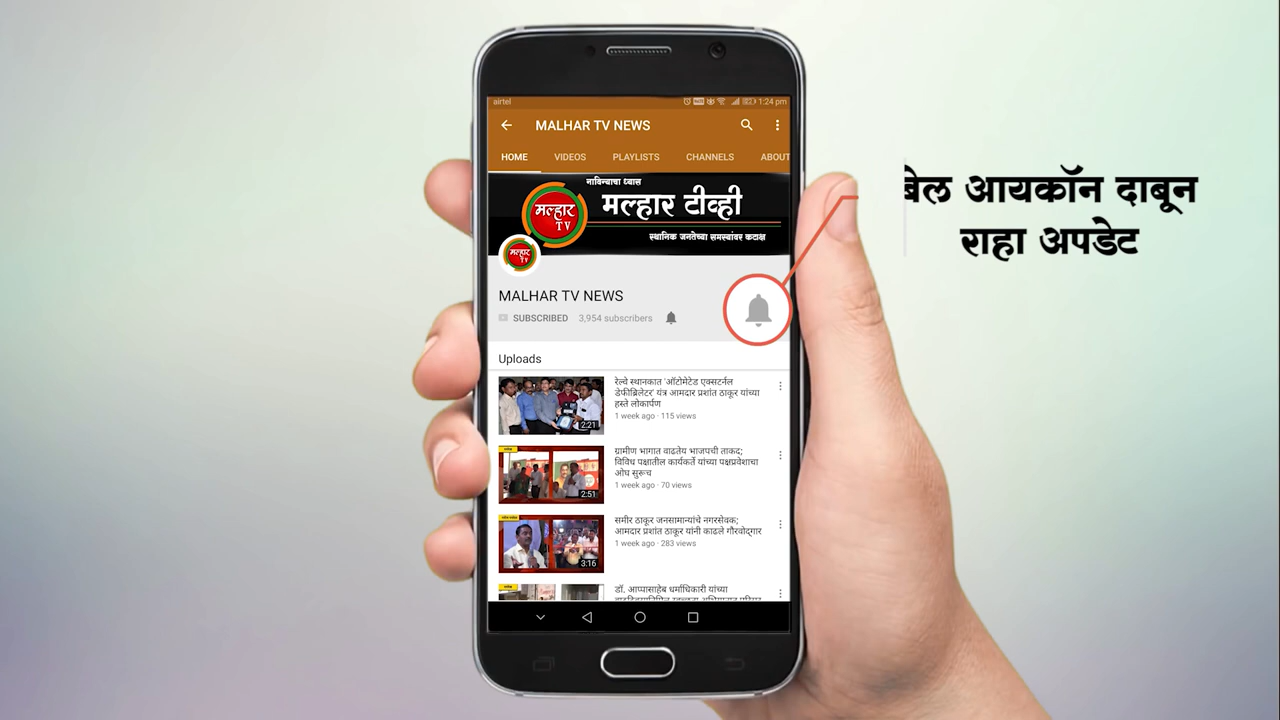 airtel 1:24 pm
MALHAR TV NEWS
HOME VIDEOS PLAYLISTS CHANNELS ABOUT
नाविन्याचा ध्यास
मल्हार टीव्ही
मल्हार
TV
स्थानिक जनतेच्या समस्यांवर कटाक्ष
मल्हार
TV
बेल आयकॉन दाबून
राहा अपडेट
MALHAR TV NEWS
SUBSCRIBED 3,954 subscribers
Uploads
रेल्वे स्थानकात 'ऑटोमेटेड एक्सटर्नल
डेफीब्रिलेटर' यंत्र आमदार प्रशांत ठाकूर यांच्या
हस्ते लोकार्पण
1 week ago · 115 views
2:21
ग्रामीण भागात वाढतेय भाजपची ताकद;
विविध पक्षातील कार्यकर्ते यांच्या पक्षप्रवेशाचा
ओघ सुरूच
1 week ago · 70 views
2:51
समीर ठाकूर जनसामान्यांचे नगरसेवक;
आमदार प्रशांत ठाकूर यांनी काढले गौरवोद्गार
1 week ago · 283 views
3:16
डॉ. आप्पासाहेब धर्माधिकारी यांच्या